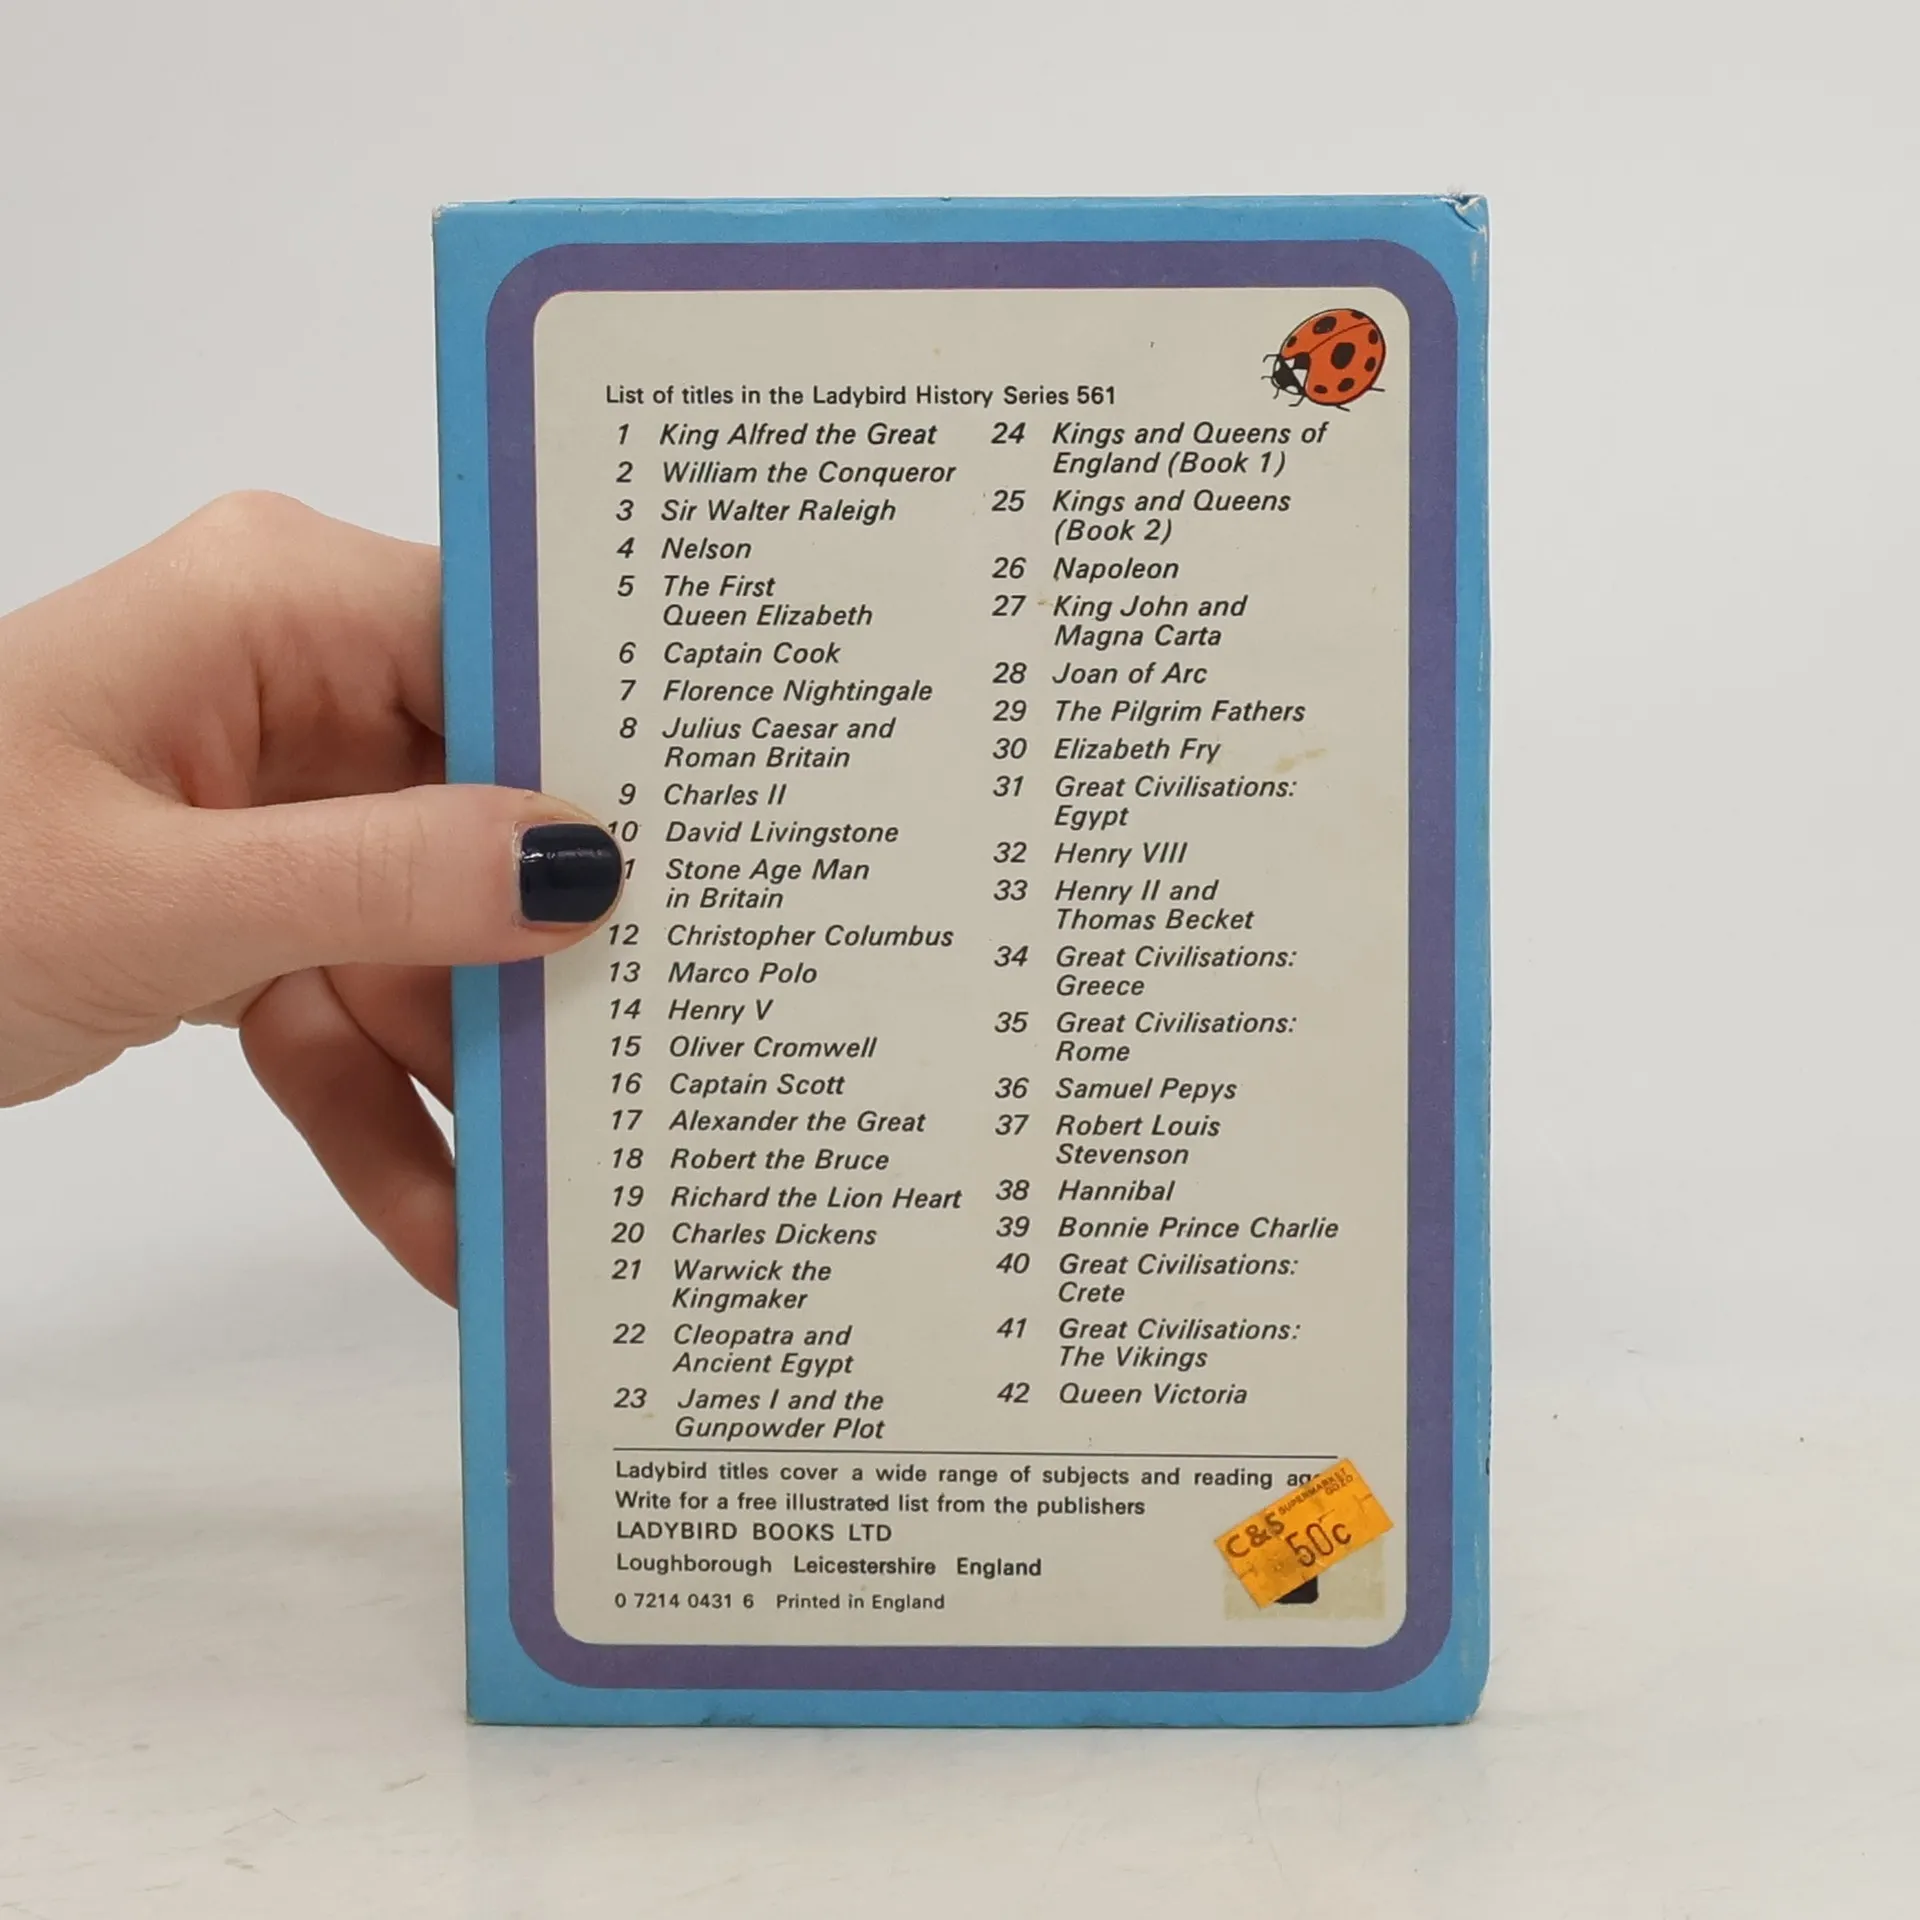 List of titles in the Ladybird History Series 561
1 King Alfred the Great
2 William the Conqueror
3 Sir Walter Raleigh
4 Nelson
5 The First
Queen Elizabeth
6 Captain Cook
7 Florence Nightingale
8 Julius Caesar and
Roman Britain
9 Charles II
10 David Livingstone
1 Stone Age Man
in Britain
12 Christopher Columbus
13 Marco Polo
14 Henry V
15 Oliver Cromwell
16 Captain Scott
17 Alexander the Great
18 Robert the Bruce
19 Richard the Lion Heart
20 Charles Dickens
21 Warwick the
Kingmaker
22 Cleopatra and
Ancient Egypt
23 James I and the
Gunpowder Plot
24 Kings and Queens of
England (Book 1)
25 Kings and Queens
(Book 2)
26 Napoleon
27 King John and
Magna Carta
28 Joan of Arc
29 The Pilgrim Fathers
30 Elizabeth Fry
31 Great Civilisations:
Egypt
32 Henry VIII
33 Henry II and
Thomas Becket
34 Great Civilisations:
Greece
35 Great Civilisations:
Rome
36 Samuel Pepys
37 Robert Louis
Stevenson
38 Hannibal
39 Bonnie Prince Charlie
40 Great Civilisations:
Crete
41 Great Civilisations:
The Vikings
42 Queen Victoria
Ladybird titles cover a wide range of subjects and reading
Write for a free illustrated list from the publishers
LADYBIRD BOOKS LTD
Loughborough Leicestershire England
0 7214 0431 6 Printed in England
C&S SUPERMARKET
GOZO
50c